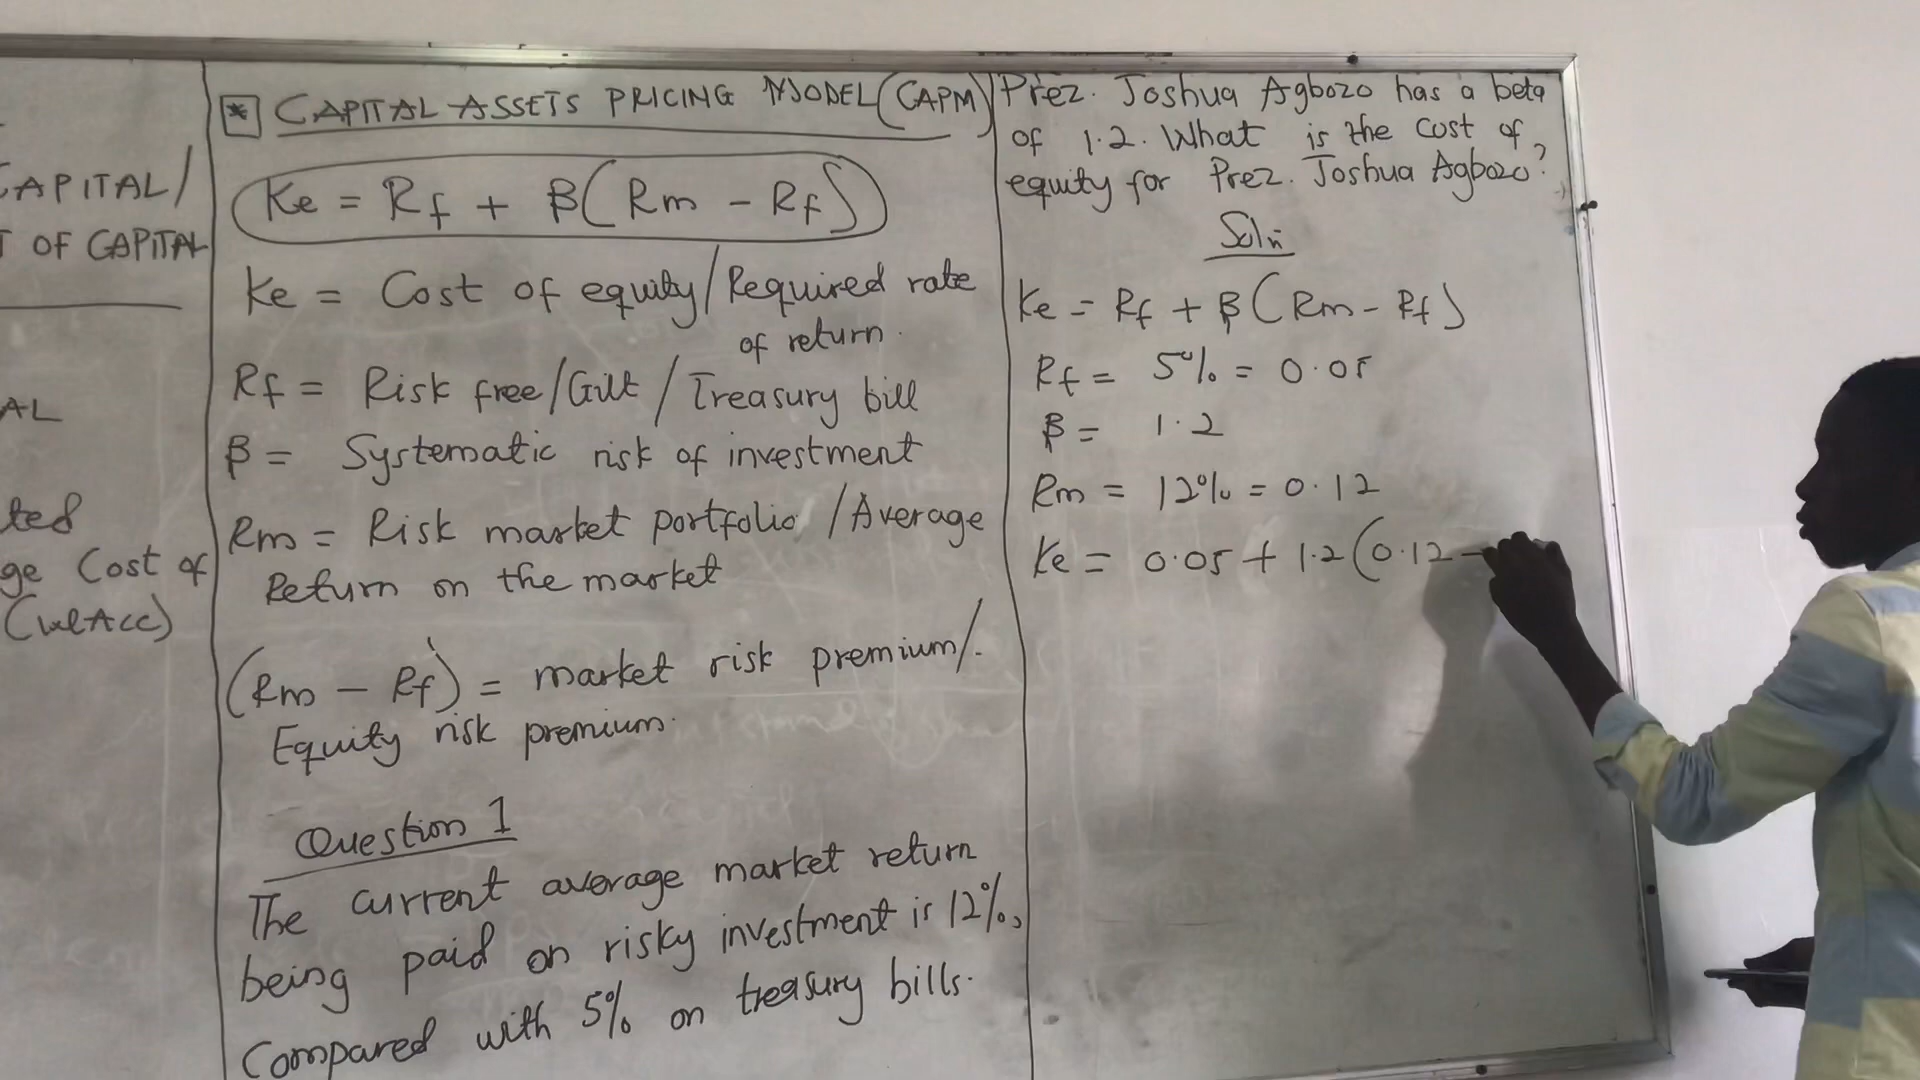 CAPITAL/
OF CAPITAL
AL
ge Cost of
(WACC)
* CAPITAL ASSETS PRICING MODEL (CAPM)
Ke = Rf + β(Rm - Rf)
Ke = Cost of equity/Required rate
of return.
Rf = Risk free/Gilt/Treasury bill
β = Systematic risk of investment
Rm = Risk market portfolio/Average
Return on the market
(Rm - Rf) = market risk premium/.
Equity risk premium.
Question 1
The current average market return
being paid on risky investment is 12%,
Compared with 5% on treasury bills.
Prez. Joshua Agbozo has a beta
of 1.2. What is the cost of
equity for Prez. Joshua Agbozo?
Soln
Ke = Rf + β(Rm - Rf)
Rf = 5% = 0.05
β = 1.2
Rm = 12% = 0.12
Ke = 0.05 + 1.2(0.12 -